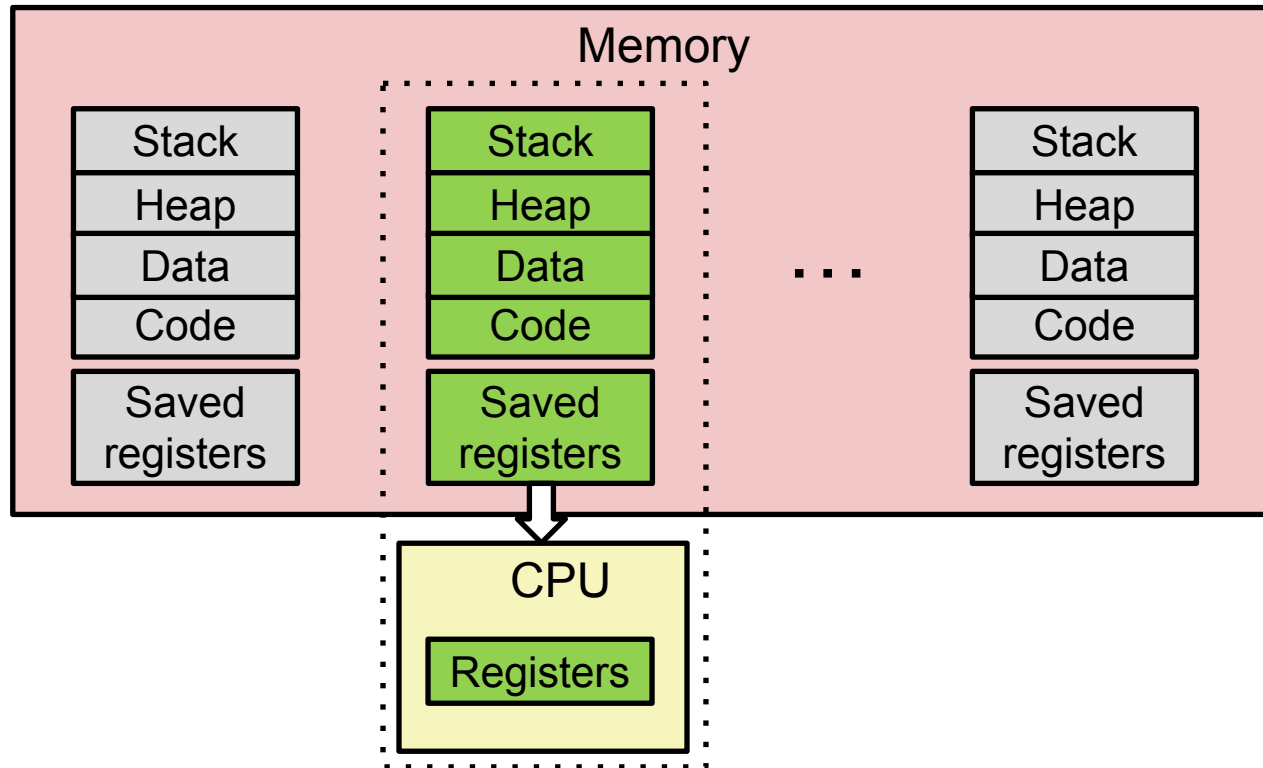 Memory
Stack
Heap
Data
Code
Saved
registers
Stack
Heap
Data
Code
Saved
registers
...
Stack
Heap
Data
Code
Saved
registers
CPU
Registers